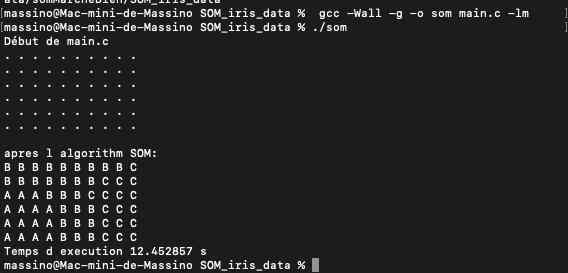 ata/somMarcheBien/SOM_iris_data
[massino@Mac-mini-de-Massino SOM_iris_data %  gcc -Wall -g -o som main.c -lm ]
[massino@Mac-mini-de-Massino SOM_iris_data % ./som ]
Début de main.c
. . . . . . . . . .
. . . . . . . . . .
. . . . . . . . . .
. . . . . . . . . .
. . . . . . . . . .
. . . . . . . . . .
apres l algorithm SOM:
B B B B B B B B B C
B B B B B B B C C C
A A A B B B B C C C
A A A A B B B C C C
A A A A B B B C C C
A A A A B B B C C C
Temps d execution 12.452857 s
massino@Mac-mini-de-Massino SOM_iris_data %